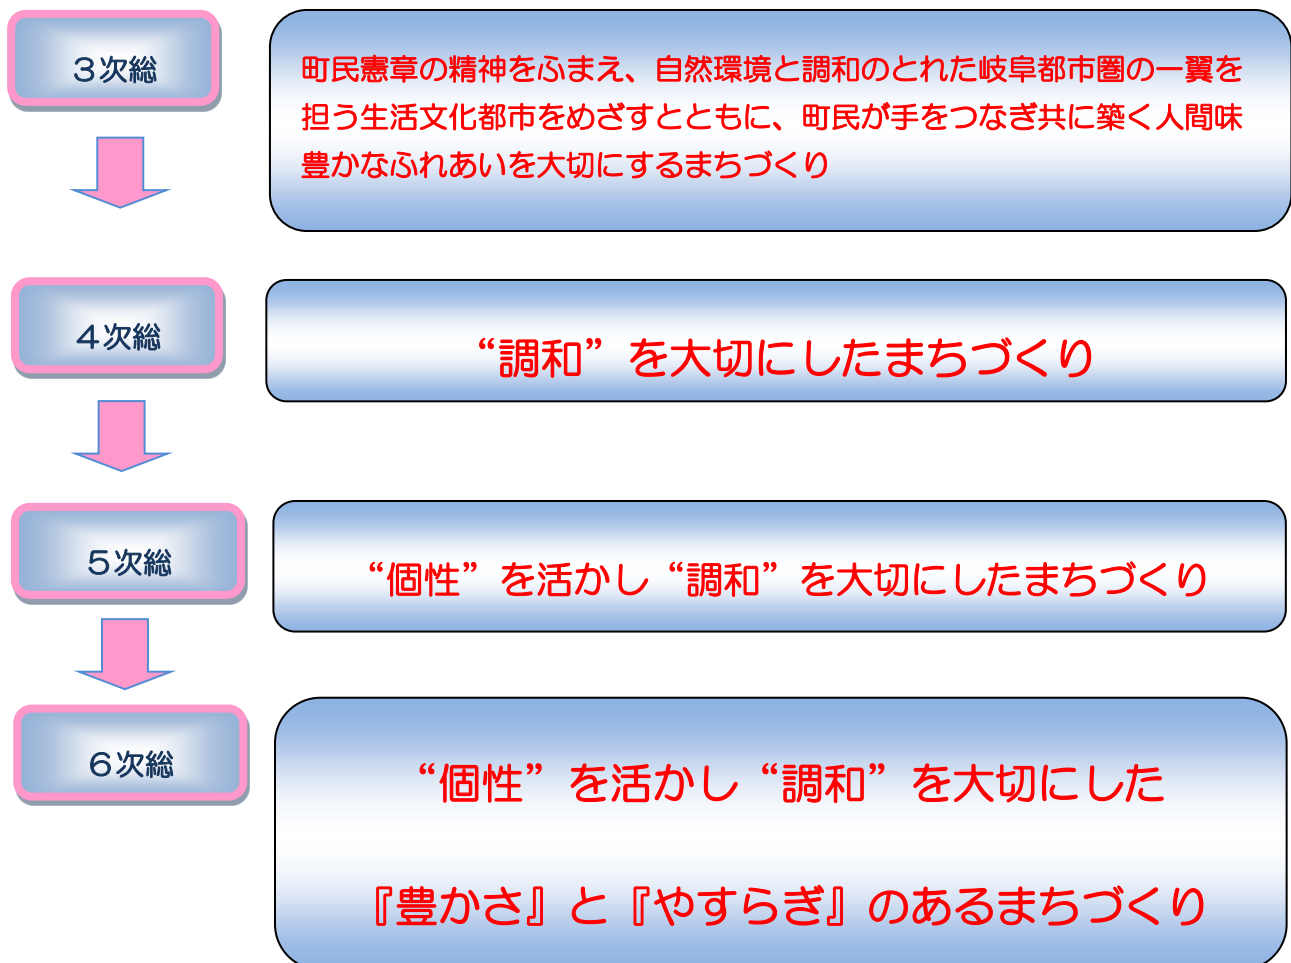 ３次総
町民憲章の精神をふまえ、自然環境と調和のとれた岐阜都市圏の一翼を
担う生活文化都市をめざすとともに、町民が手をつなぎ共に築く人間味
豊かなふれあいを大切にするまちづくり
４次総
“調和”を大切にしたまちづくり
５次総
“個性”を活かし“調和”を大切にしたまちづくり
６次総
“個性”を活かし“調和”を大切にした
『豊かさ』と『やすらぎ』のあるまちづくり